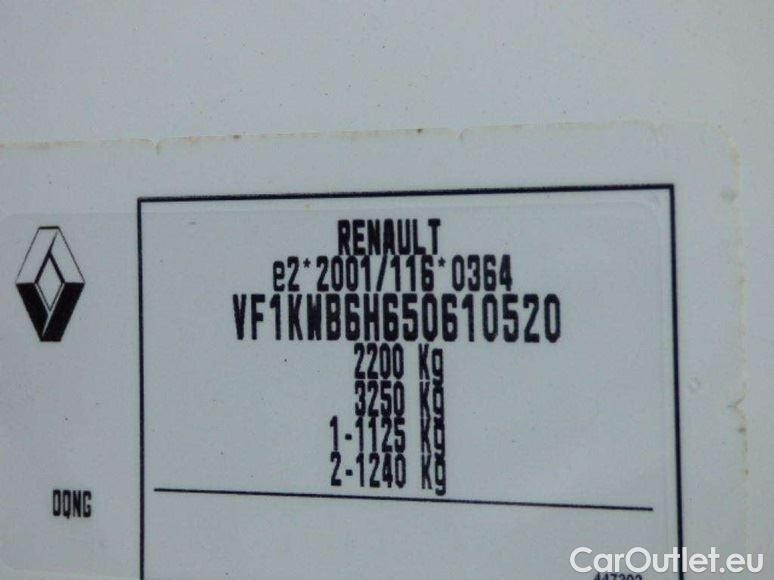 RENAULT
e2*2001/116*0364
VF1KWB6H650610520
2200 Kg
3250 Kg
1-1125 Kg
2-1240 Kg
DQNG
CarOutlet.eu